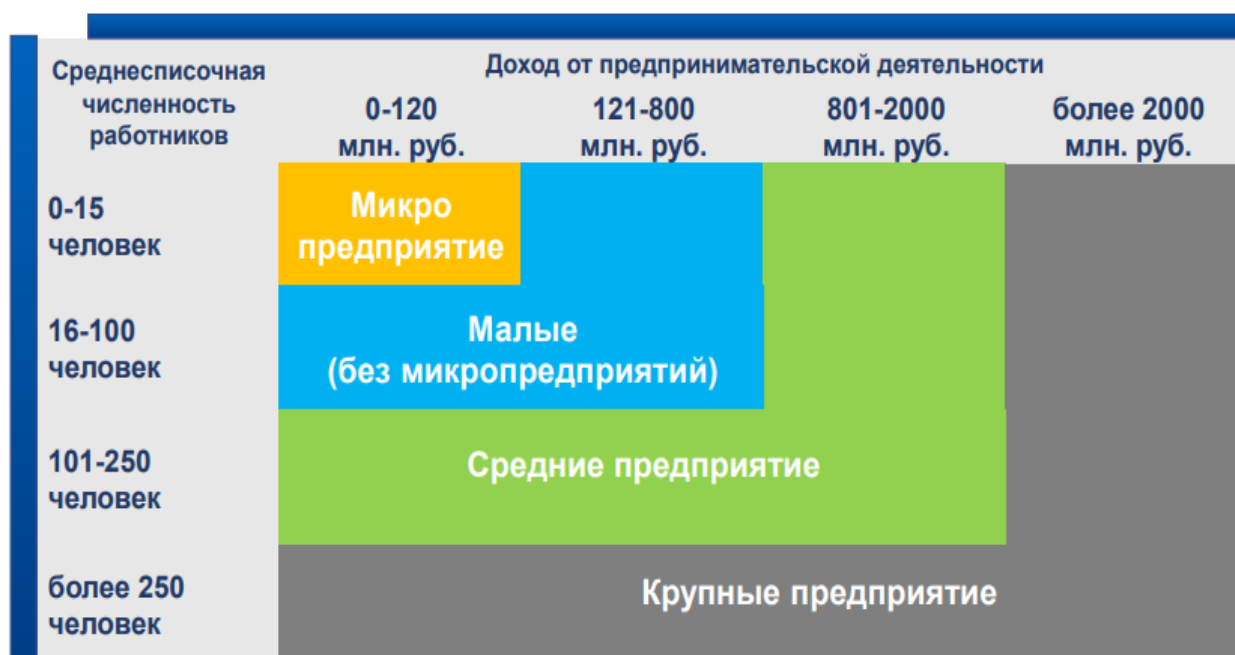 Среднесписочная
численность
работников
Доход от предпринимательской деятельности
0-120
млн. руб.
121-800
млн. руб.
801-2000
млн. руб.
более 2000
млн. руб.
0-15
человек
Микро
предприятие
16-100
человек
Малые
(без микропредприятий)
101-250
человек
Средние предприятие
более 250
человек
Крупные предприятие